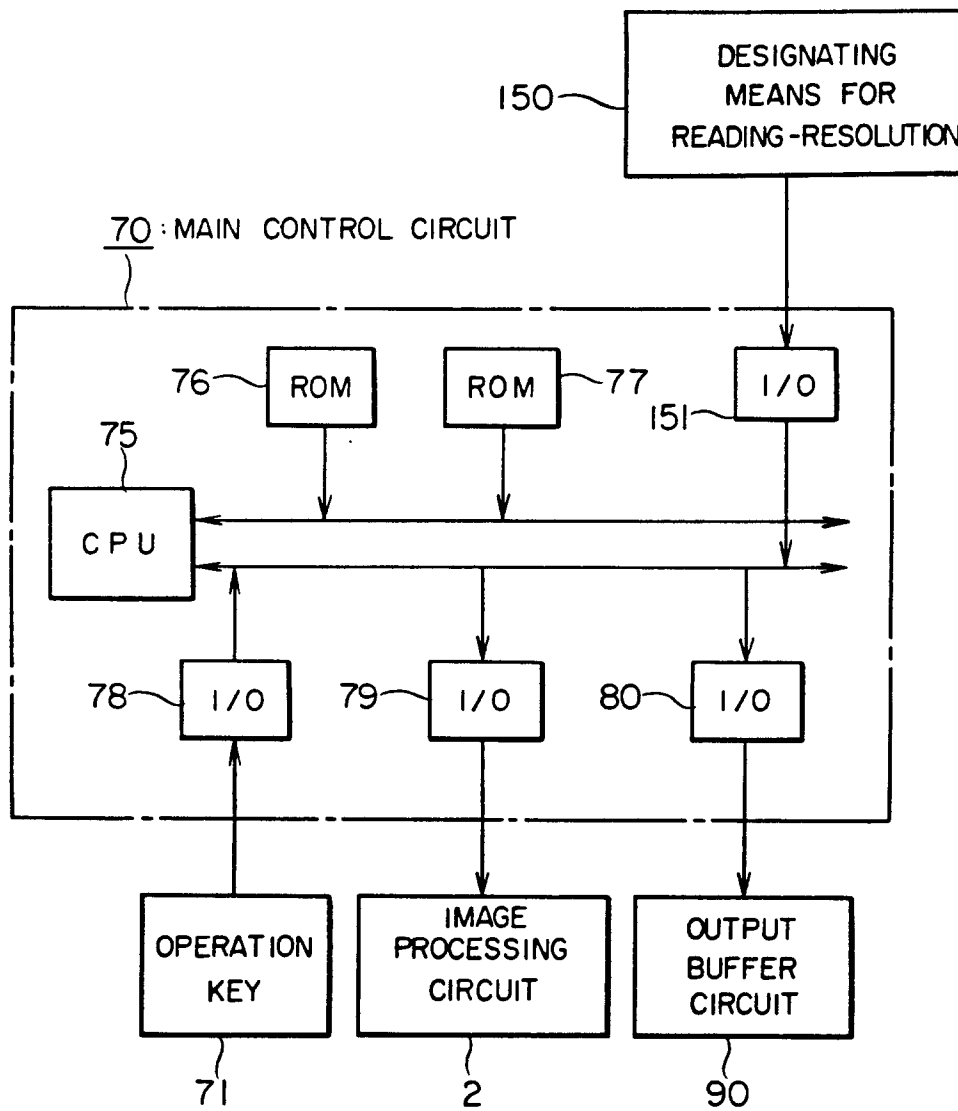 DESIGNATING
MEANS FOR
READING-RESOLUTION
150
70 : MAIN CONTROL CIRCUIT
76
ROM
ROM
77
I/O
151
75
CPU
78
I/O
79
I/O
80
I/O
OPERATION
KEY
IMAGE
PROCESSING
CIRCUIT
OUTPUT
BUFFER
CIRCUIT
71
2
90